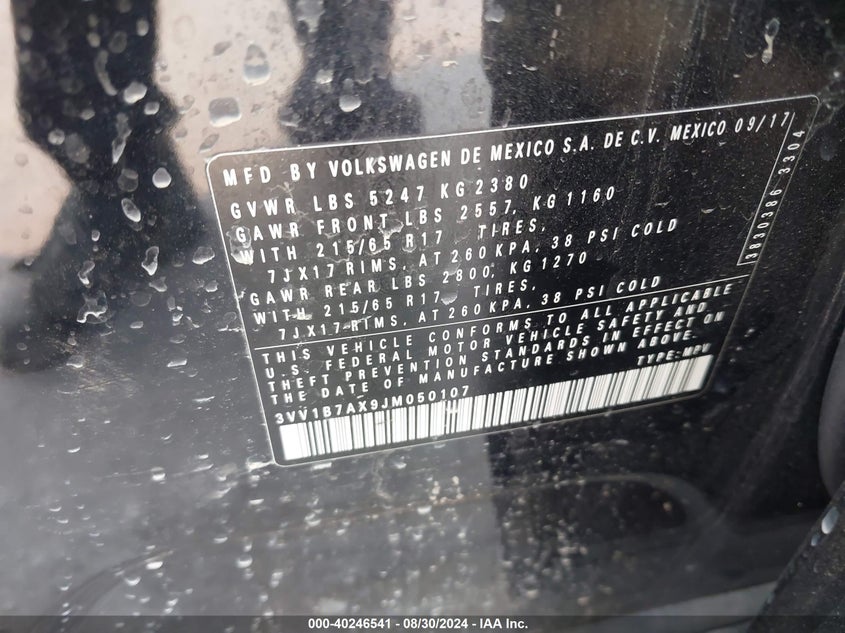 MFD BY VOLKSWAGEN DE MEXICO S.A. DE C.V. MEXICO 09/17
GVWR LBS 5247 KG 2380
GAWR FRONT LBS 2557, KG 1160
WITH 215/65 R17 TIRES,
7JX17 RIMS, AT 260 KPA, 38 PSI COLD
GAWR REAR LBS 2800, KG 1270
WITH 215/65 R17 TIRES,
7JX17 RIMS, AT 260 KPA, 38 PSI COLD
THIS VEHICLE CONFORMS TO ALL APPLICABLE
U.S. FEDERAL MOTOR VEHICLE SAFETY AND
THEFT PREVENTION STANDARDS IN EFFECT ON
THE DATE OF MANUFACTURE SHOWN ABOVE.
3VV1B7AX9JM050107 TYPE:MPV
3830386 3304
000-40246541 - 08/30/2024 - IAA Inc.